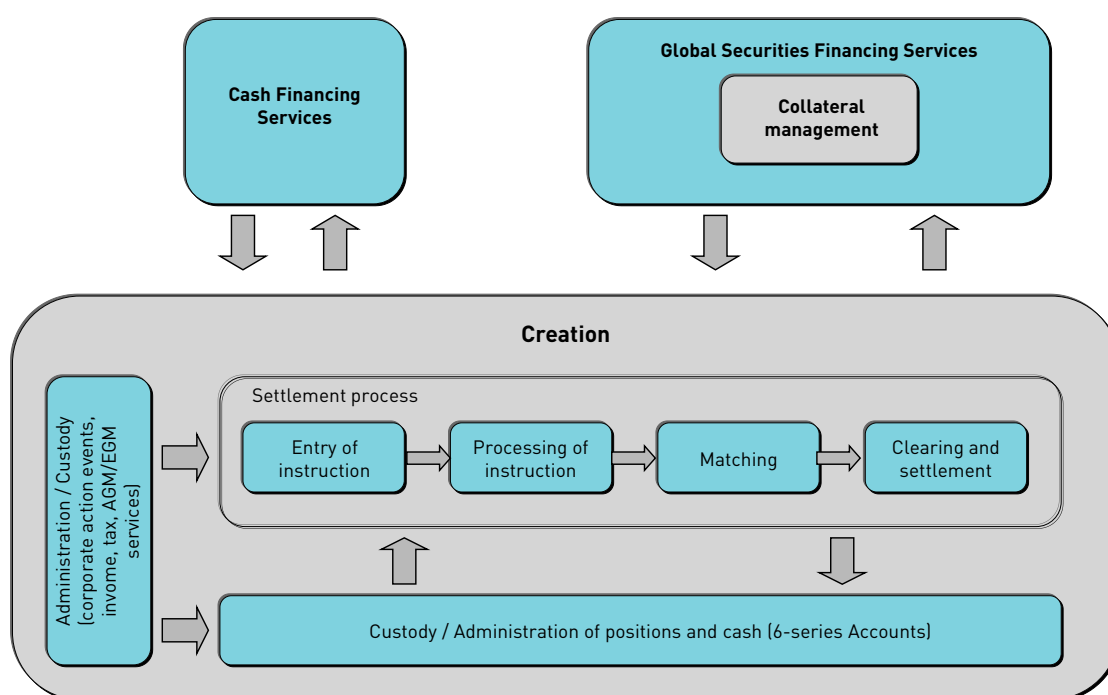 Cash Financing
Services
Global Securities Financing Services
Collateral
management
Creation
Administration / Custody
(corporate action events,
invome, tax, AGM/EGM
services)
Settlement process
Entry of
instruction
Processing of
instruction
Matching
Clearing and
settlement
Custody / Administration of positions and cash (6-series Accounts)